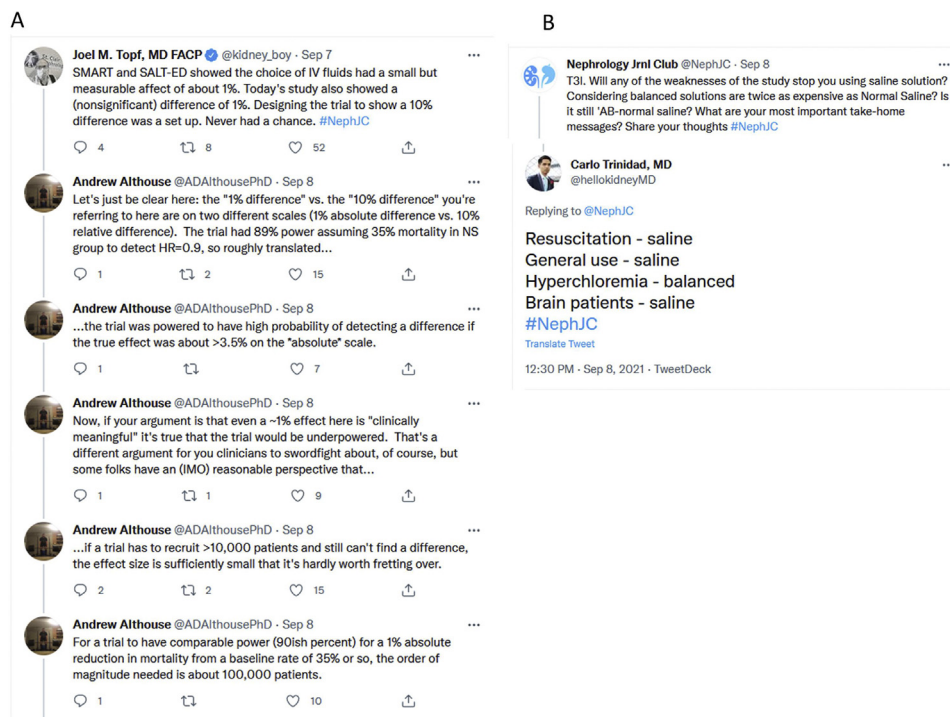 A
Joel M. Topf, MD FACP @kidney_boy · Sep 7
SMART and SALT-ED showed the choice of IV fluids had a small but
measurable affect of about 1%. Today's study also showed a
(nonsignificant) difference of 1%. Designing the trial to show a 10%
difference was a set up. Never had a chance. #NephJC
4 8 52
Andrew Althouse @ADAlthousePhD · Sep 8
Let's just be clear here: the "1% difference" vs. the "10% difference" you're
referring to here are on two different scales (1% absolute difference vs. 10%
relative difference). The trial had 89% power assuming 35% mortality in NS
group to detect HR=0.9, so roughly translated...
1 2 15
Andrew Althouse @ADAlthousePhD · Sep 8
...the trial was powered to have high probability of detecting a difference if
the true effect was about >3.5% on the *absolute* scale.
1 7
Andrew Althouse @ADAlthousePhD · Sep 8
Now, if your argument is that even a ~1% effect here is "clinically
meaningful" it's true that the trial would be underpowered. That's a
different argument for you clinicians to swordfight about, of course, but
some folks have an (IMO) reasonable perspective that...
1 1 9
Andrew Althouse @ADAlthousePhD · Sep 8
...if a trial has to recruit >10,000 patients and still can't find a difference,
the effect size is sufficiently small that it's hardly worth fretting over.
2 2 15
Andrew Althouse @ADAlthousePhD · Sep 8
For a trial to have comparable power (90ish percent) for a 1% absolute
reduction in mortality from a baseline rate of 35% or so, the order of
magnitude needed is about 100,000 patients.
1 10
B
Nephrology Jrnl Club @NephJC · Sep 8
T3I. Will any of the weaknesses of the study stop you using saline solution?
Considering balanced solutions are twice as expensive as Normal Saline? Is
it still 'AB-normal saline? What are your most important take-home
messages? Share your thoughts #NephJC
Carlo Trinidad, MD
@hellokidneyMD
Replying to @NephJC
Resuscitation - saline
General use - saline
Hyperchloremia - balanced
Brain patients - saline
#NephJC
Translate Tweet
12:30 PM · Sep 8, 2021 · TweetDeck